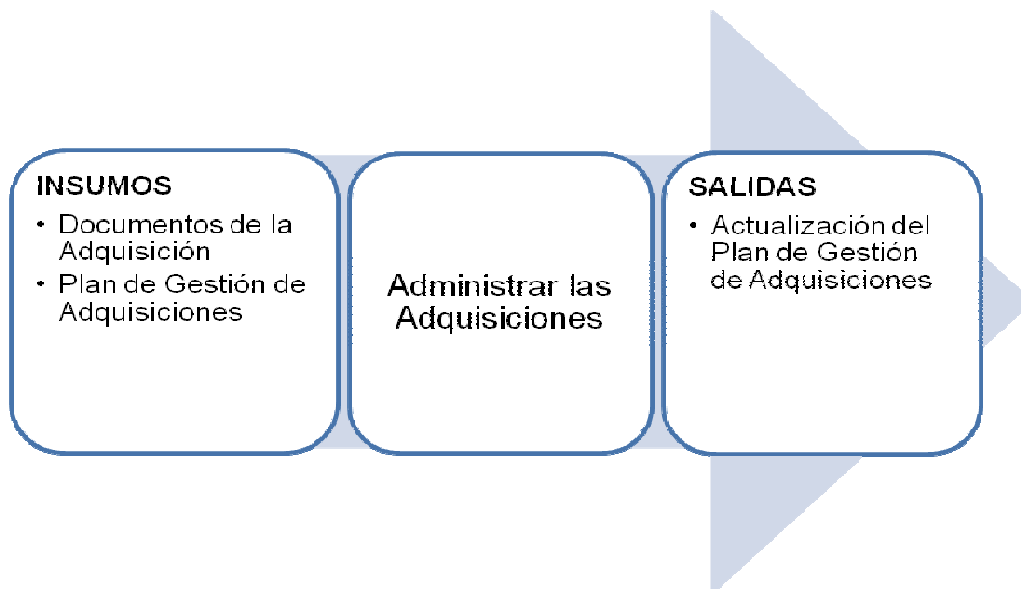 INSUMOS
• Documentos de la
Adquisición
• Plan de Gestión de
Adquisiciones
Administrar las
Adquisiciones
SALIDAS
• Actualización del
Plan de Gestión
de Adquisiciones